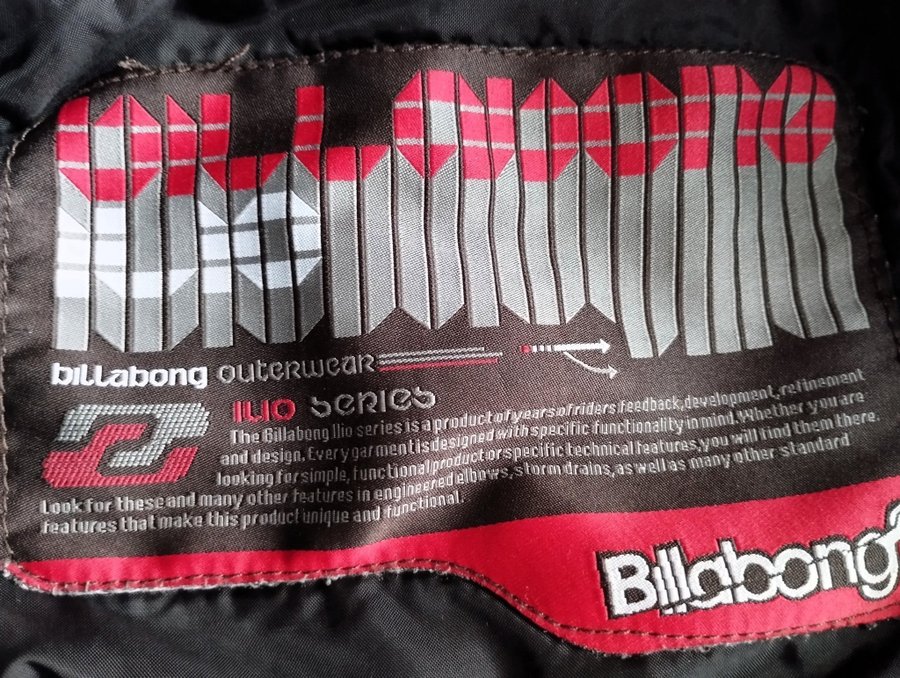 billabong outerwear
ilio series
The Billabong Ilio series is a product of years of riders feedback, development, refinement
and design. Every garment is designed with specific functionality in mind. Whether you are
looking for simple, functional product or specific technical features, you will find them there.
Look for these and many other features in engineered elbows, storm drains, as well as many other standard
features that make this product unique and functional.
Billabong